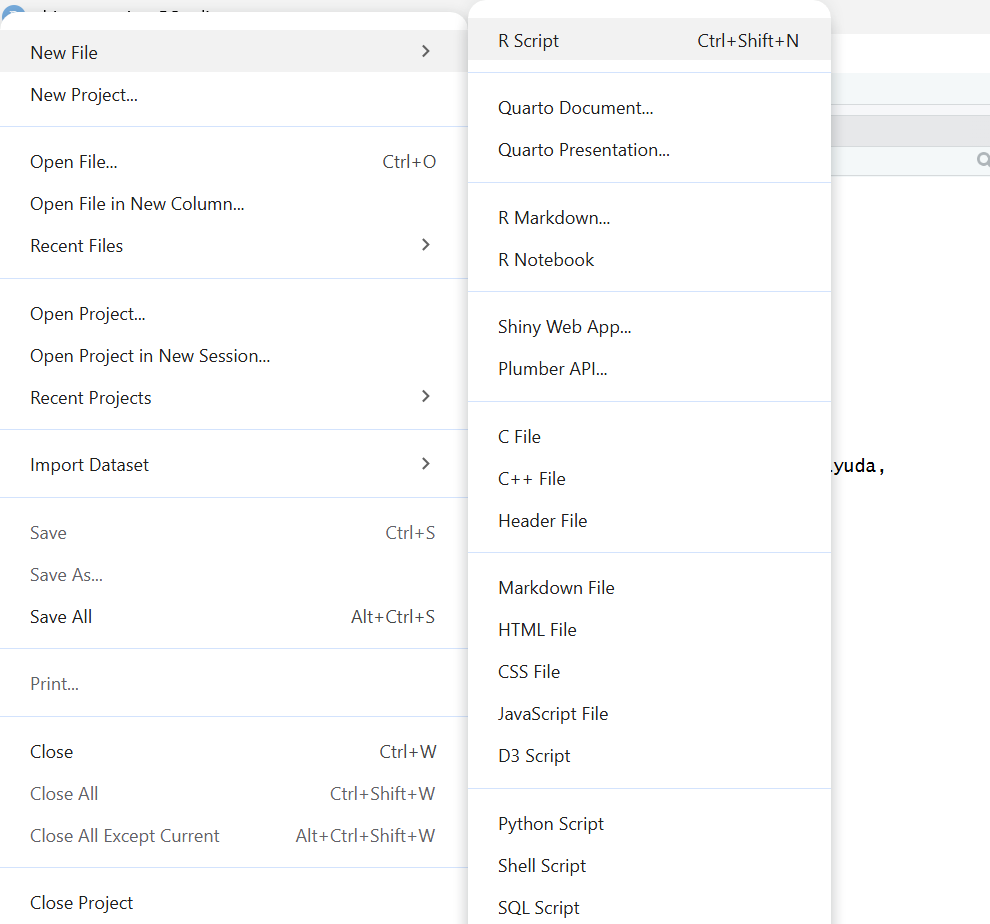 New File
New Project...
Open File... Ctrl+O
Open File in New Column...
Recent Files
Open Project...
Open Project in New Session...
Recent Projects
Import Dataset
Save Ctrl+S
Save As...
Save All Alt+Ctrl+S
Print...
Close Ctrl+W
Close All Ctrl+Shift+W
Close All Except Current Alt+Ctrl+Shift+W
Close Project
R Script Ctrl+Shift+N
Quarto Document...
Quarto Presentation...
R Markdown...
R Notebook
Shiny Web App...
Plumber API...
C File
C++ File
Header File
Markdown File
HTML File
CSS File
JavaScript File
D3 Script
Python Script
Shell Script
SQL Script
yuda,